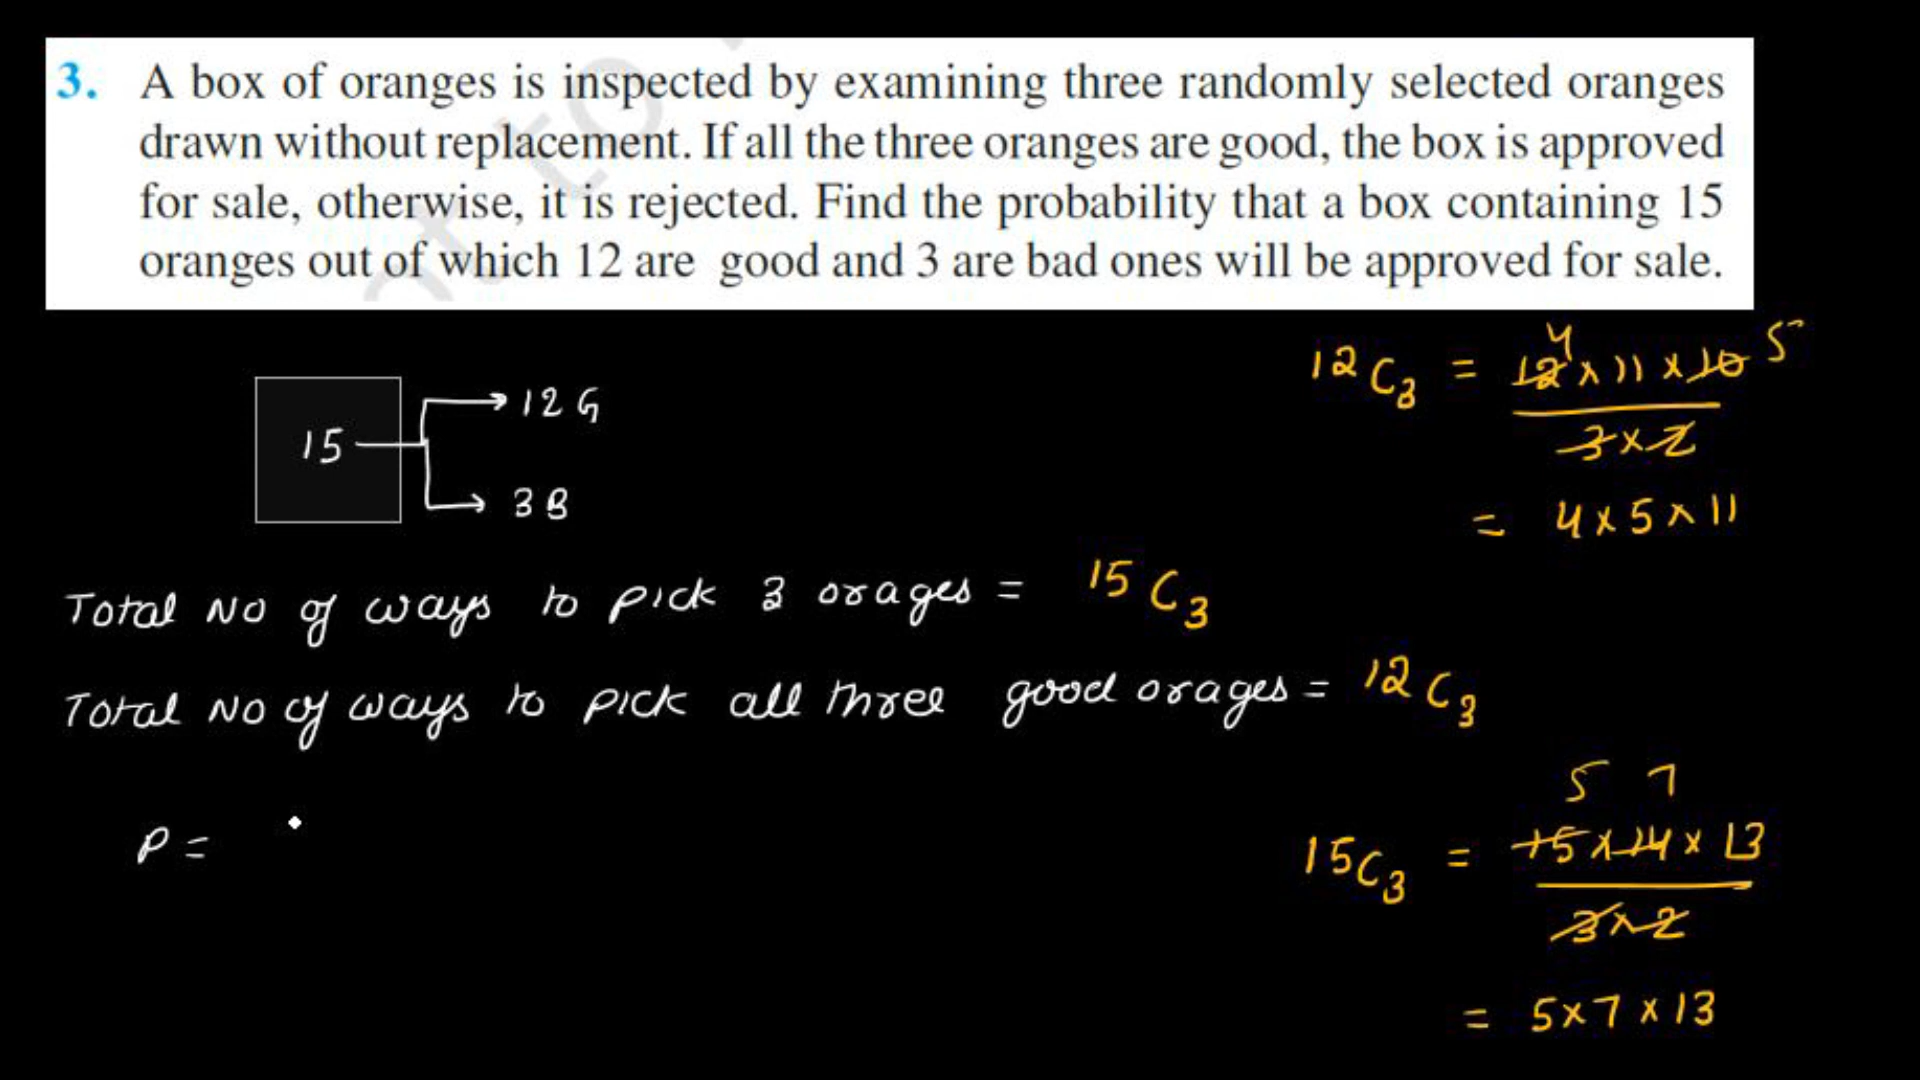 3. A box of oranges is inspected by examining three randomly selected oranges
drawn without replacement. If all the three oranges are good, the box is approved
for sale, otherwise, it is rejected. Find the probability that a box containing 15
oranges out of which 12 are good and 3 are bad ones will be approved for sale.
15 → 12 G
→ 3 B
12C3 = 12 4 × 11 × 10 5
3×2
= 4×5×11
Total No of ways to pick 3 orages = 15C3
Total No of ways to pick all three good orages = 12C3
P =
5 7
15C3 = 15×14×13
3×2
= 5×7×13